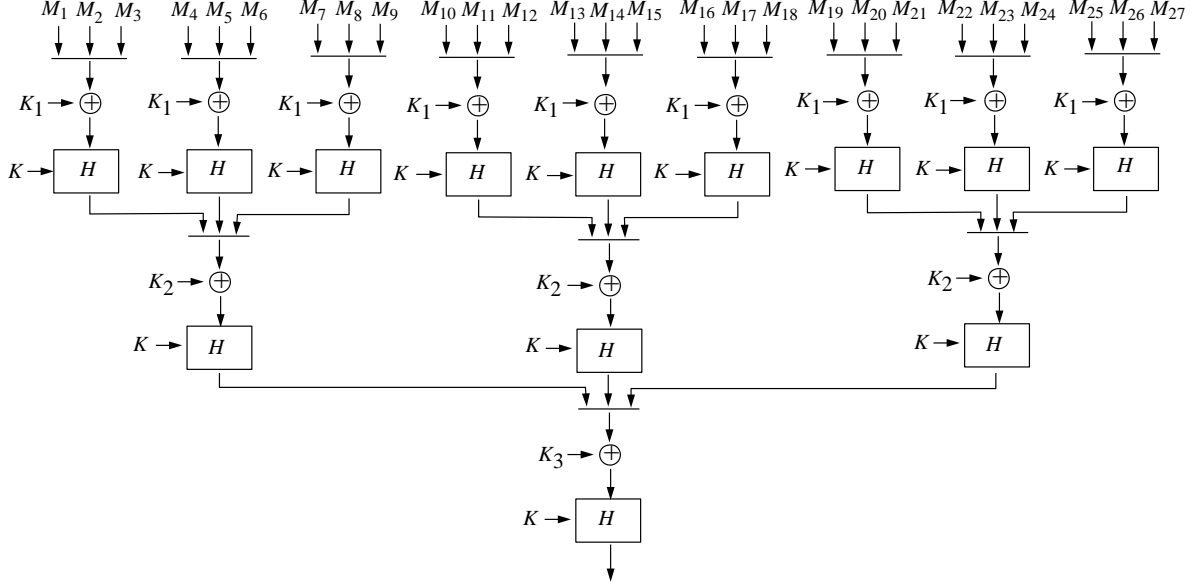 M1 M2 M3 M4 M5 M6 M7 M8 M9 M10 M11 M12 M13 M14 M15 M16 M17 M18 M19 M20 M21 M22 M23 M24 M25 M26 M27
K1 K1 K1 K1 K1 K1 K1 K1 K1
K H K H K H K H K H K H K H K H K H
K2 K2 K2
K H K H K H
K3
K H